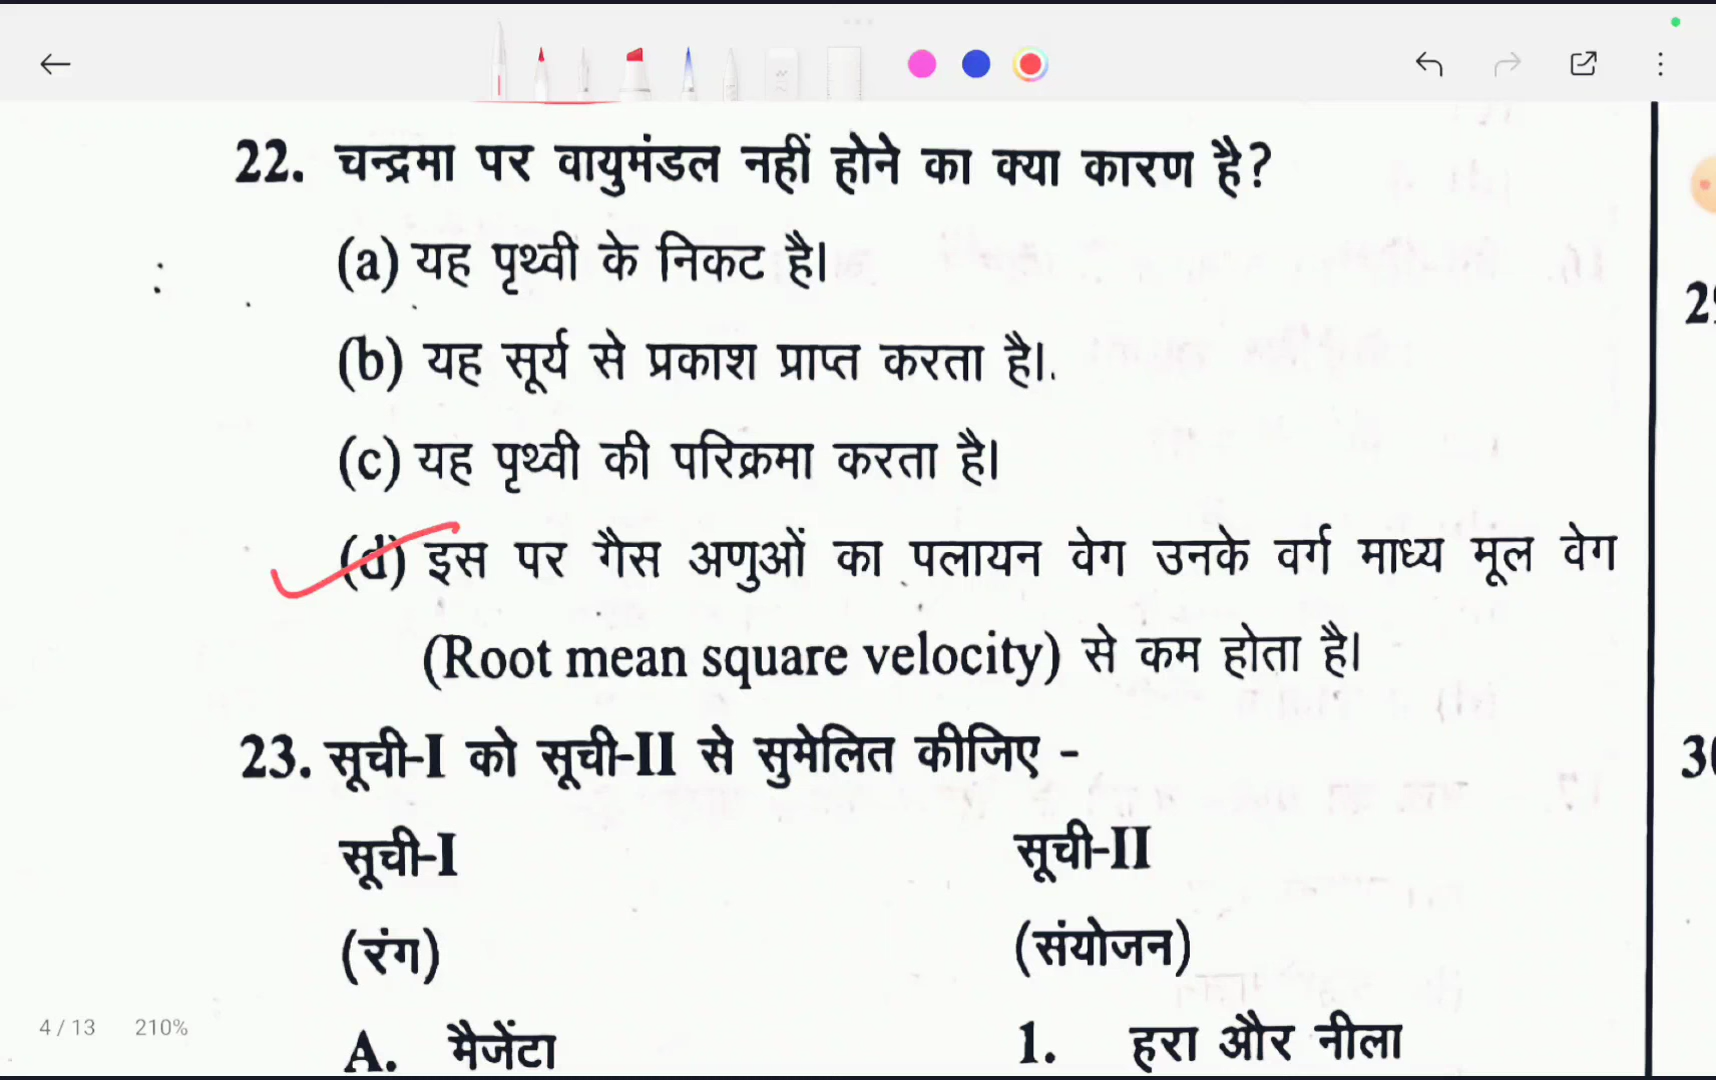 22. चन्द्रमा पर वायुमंडल नहीं होने का क्या कारण है?
(a) यह पृथ्वी के निकट है।
(b) यह सूर्य से प्रकाश प्राप्त करता है।
(c) यह पृथ्वी की परिक्रमा करता है।
(d) इस पर गैस अणुओं का पलायन वेग उनके वर्ग माध्य मूल वेग
(Root mean square velocity) से कम होता है।
23. सूची-I को सूची-II से सुमेलित कीजिए -
सूची-I सूची-II
(रंग) (संयोजन)
A. मैजेंटा 1. हरा और नीला
4 / 13 210%